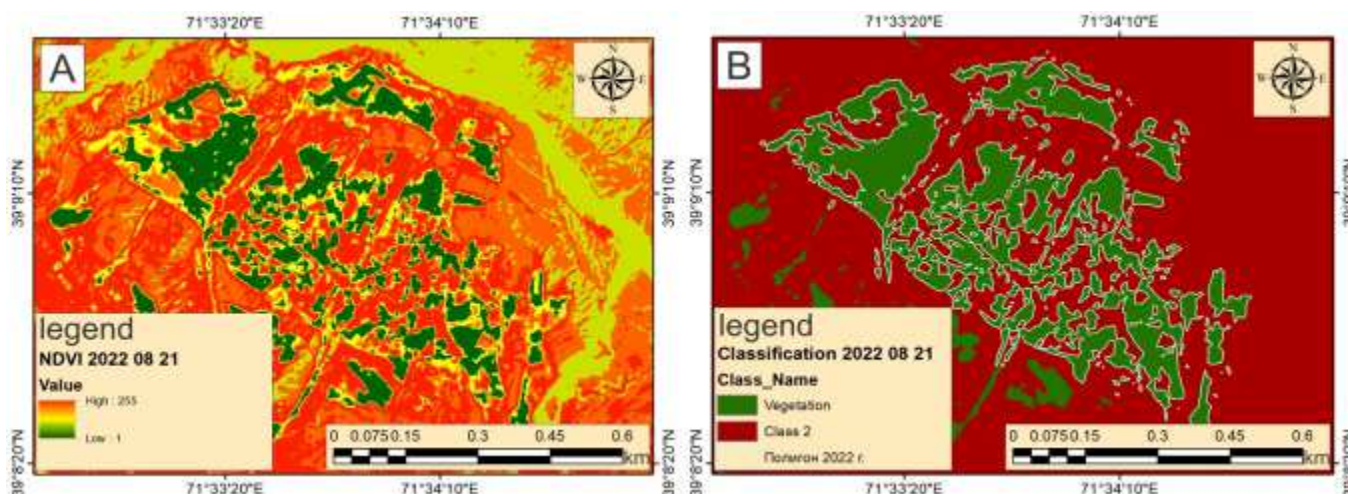 71°33'20"E 71°34'10"E 71°33'20"E 71°34'10"E
A
N
W E
S
B
N
W E
S
39°9'10"N 39°9'10"N
39°8'20"N 39°8'20"N
legend
NDVI 2022 08 21
Value
High : 255
Low : 1
0 0.075 0.15 0.3 0.45 0.6
km
legend
Classification 2022 08 21
Class_Name
Vegetation
Class 2
Полигон 2022 г.
0 0.075 0.15 0.3 0.45 0.6
km
71°33'20"E 71°34'10"E 71°33'20"E 71°34'10"E